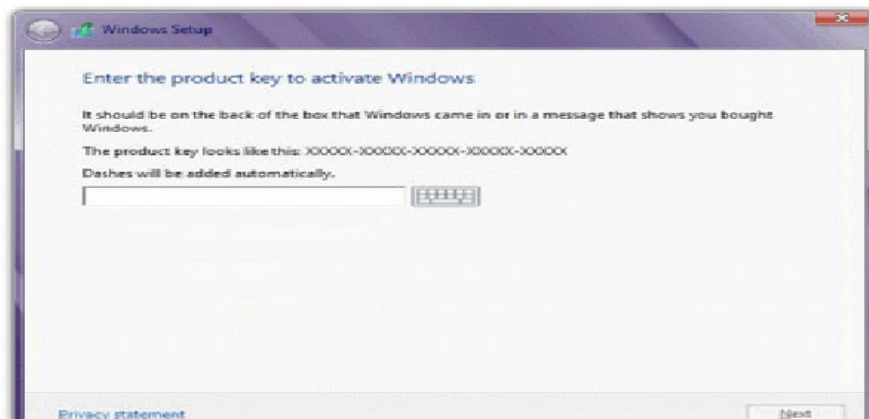 Windows Setup
Enter the product key to activate Windows
It should be on the back of the box that Windows came in or in a message that shows you bought
Windows.
The product key looks like this: XXXXX-XXXXX-XXXXX-XXXXX-XXXXX
Dashes will be added automatically.
Privacy statement
Next